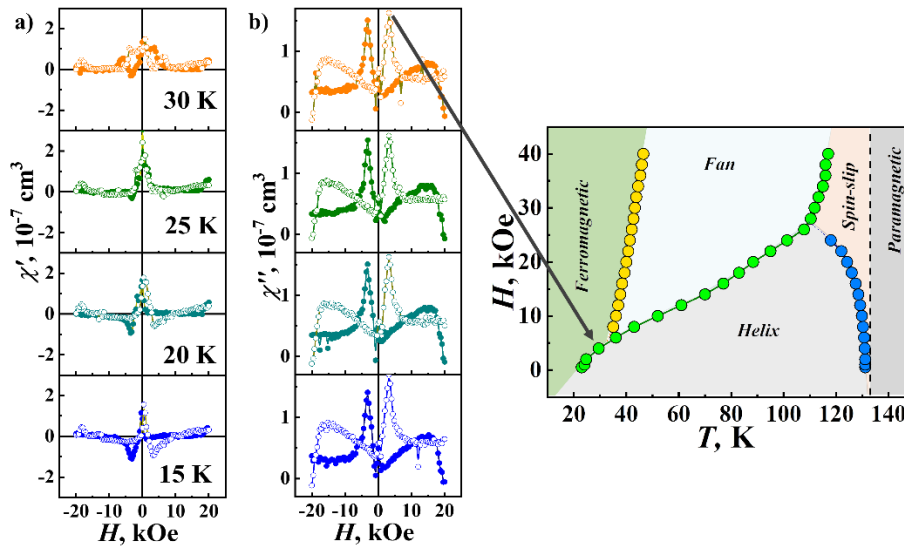 a)
b)
2
0
-2
30 K
2
0
-2
25 K
2
0
-2
20 K
2
0
-2
15 K
χ', 10⁻⁷ cm³
-20 -10 0 10 20
H, kOe
1
0
1
0
1
0
1
0
χ'', 10⁻⁷ cm³
-20 -10 0 10 20
H, kOe
40
30
20
10
0
H, kOe
Ferromagnetic
Fan
Helix
Spin-slip
Paramagnetic
20 40 60 80 100 120 140
T, K